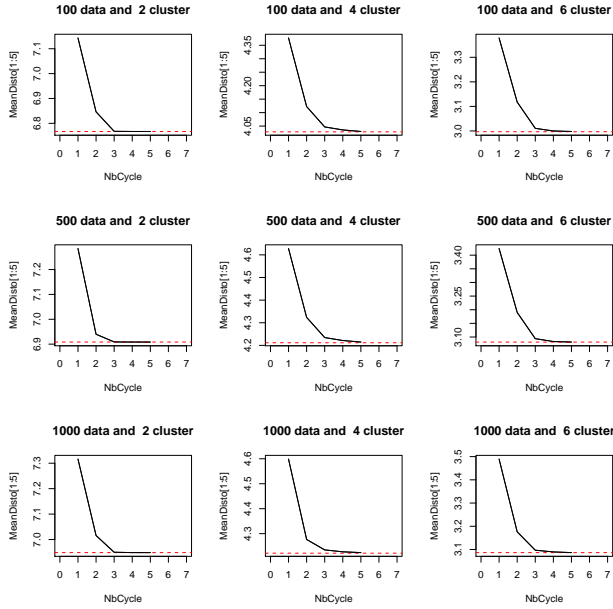 100 data and 2 cluster
100 data and 4 cluster
100 data and 6 cluster
MeanDisto[1:5]
7.1
7.0
6.9
6.8
0 1 2 3 4 5 6 7
NbCycle
MeanDisto[1:5]
4.35
4.20
4.05
0 1 2 3 4 5 6 7
NbCycle
MeanDisto[1:5]
3.3
3.2
3.1
3.0
0 1 2 3 4 5 6 7
NbCycle
500 data and 2 cluster
500 data and 4 cluster
500 data and 6 cluster
MeanDisto[1:5]
7.2
7.1
7.0
6.9
0 1 2 3 4 5 6 7
NbCycle
MeanDisto[1:5]
4.6
4.5
4.4
4.3
4.2
0 1 2 3 4 5 6 7
NbCycle
MeanDisto[1:5]
3.40
3.25
3.10
0 1 2 3 4 5 6 7
NbCycle
1000 data and 2 cluster
1000 data and 4 cluster
1000 data and 6 cluster
MeanDisto[1:5]
7.3
7.2
7.1
7.0
0 1 2 3 4 5 6 7
NbCycle
MeanDisto[1:5]
4.6
4.5
4.3
0 1 2 3 4 5 6 7
NbCycle
MeanDisto[1:5]
3.5
3.4
3.3
3.2
3.1
0 1 2 3 4 5 6 7
NbCycle